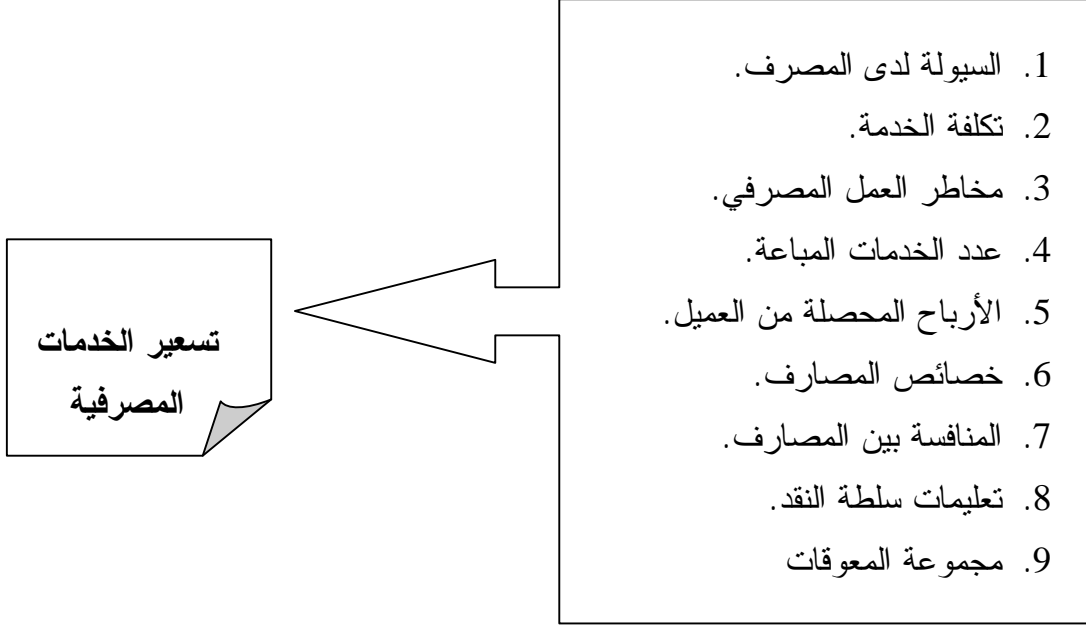 1. السيولة لدى المصرف.
2. تكلفة الخدمة.
3. مخاطر العمل المصرفي.
4. عدد الخدمات المباعة.
5. الأرباح المحصلة من العميل.
6. خصائص المصارف.
7. المنافسة بين المصارف.
8. تعليمات سلطة النقد.
9. مجموعة المعوقات
تسعير الخدمات
المصرفية